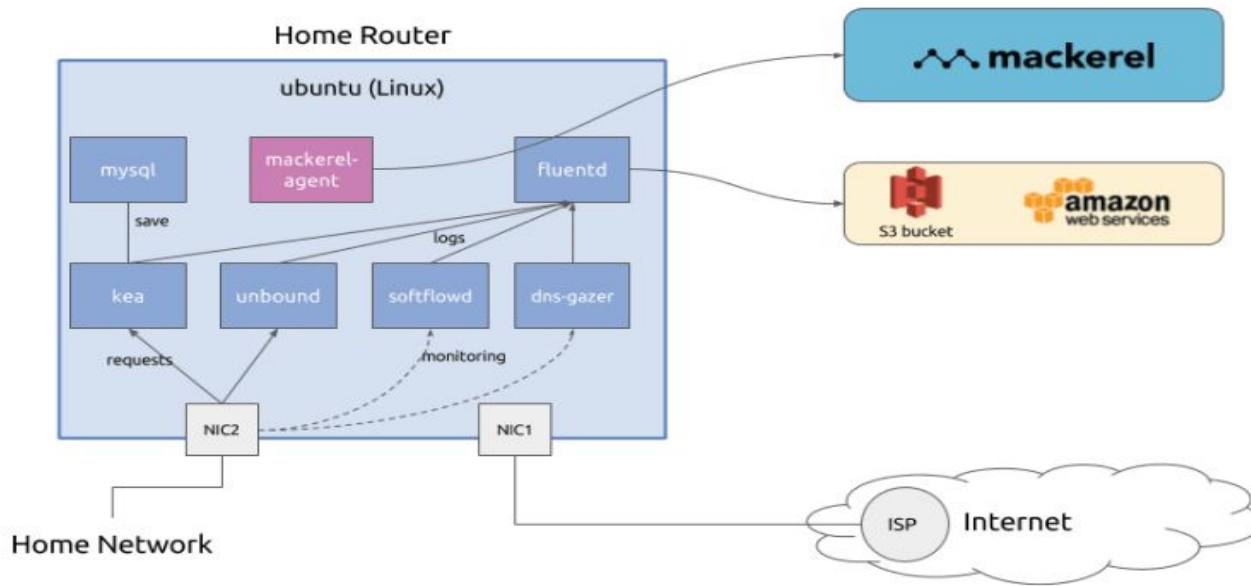 Home Router
mackerel
ubuntu (Linux)
mysql
mackerel-
agent
fluentd
S3 bucket
amazon
web services
save
logs
kea
unbound
softflowd
dns-gazer
requests
monitoring
NIC2
NIC1
ISP
Internet
Home Network